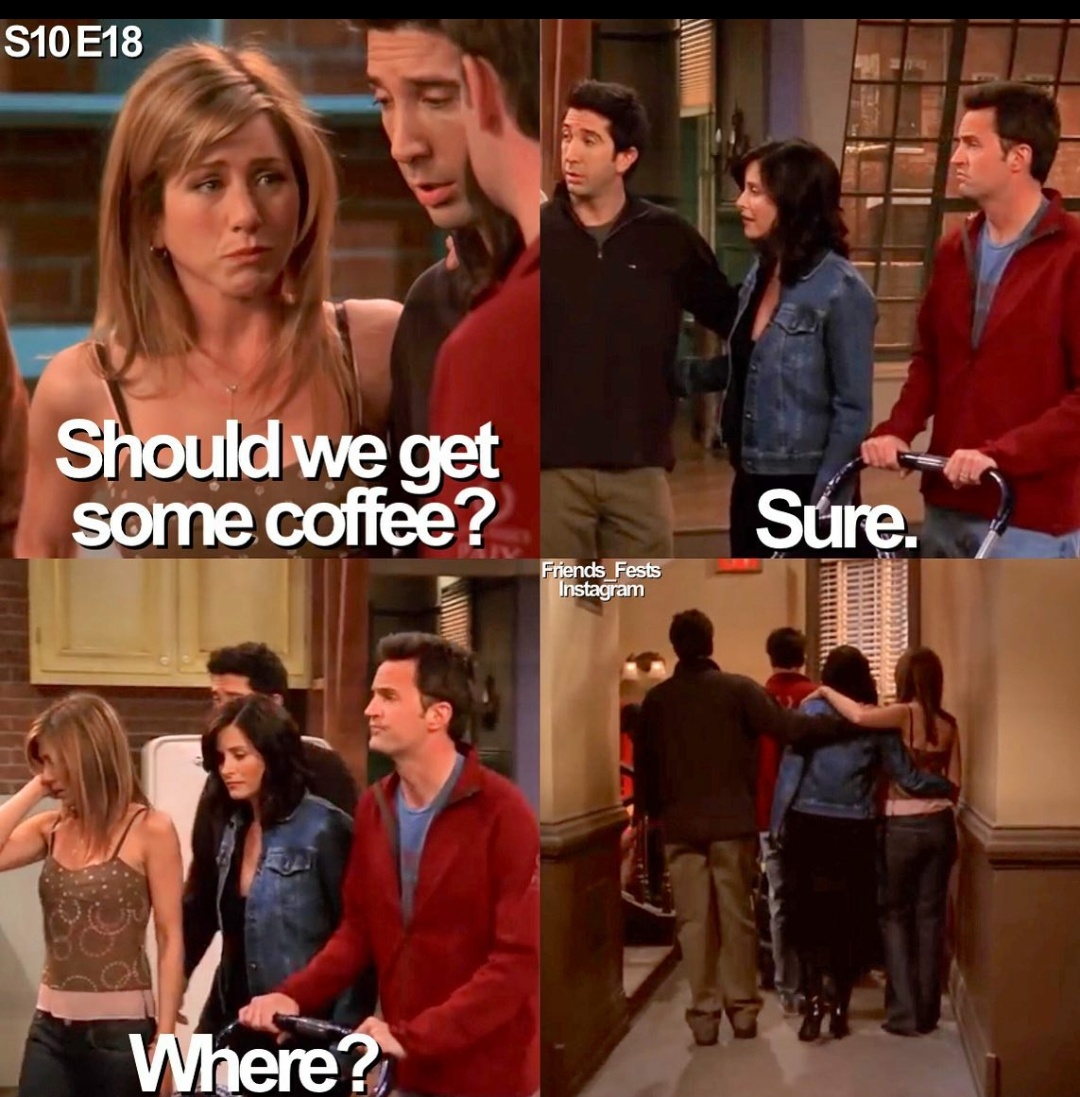 S10 E18
Should we get
some coffee?
Sure.
Where?
Friends_Fests
Instagram